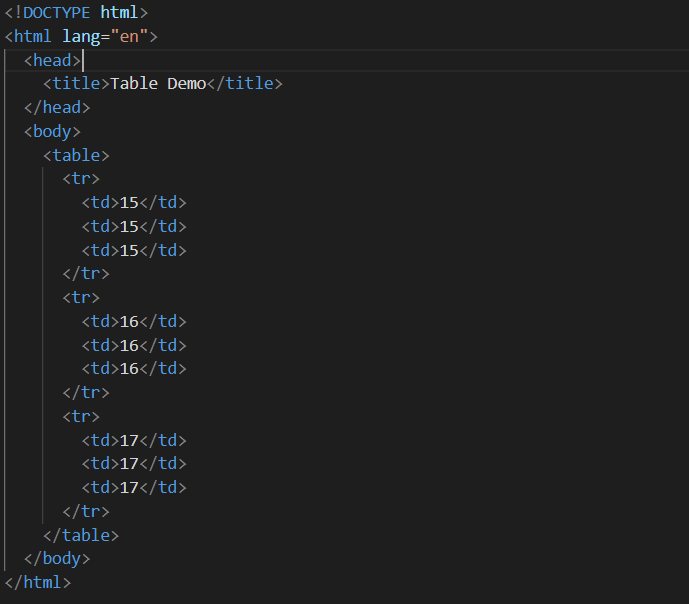 <!DOCTYPE html>
<html lang="en">
  <head>
    <title>Table Demo</title>
  </head>
  <body>
    <table>
      <tr>
        <td>15</td>
        <td>15</td>
        <td>15</td>
      </tr>
      <tr>
        <td>16</td>
        <td>16</td>
        <td>16</td>
      </tr>
      <tr>
        <td>17</td>
        <td>17</td>
        <td>17</td>
      </tr>
    </table>
  </body>
</html>